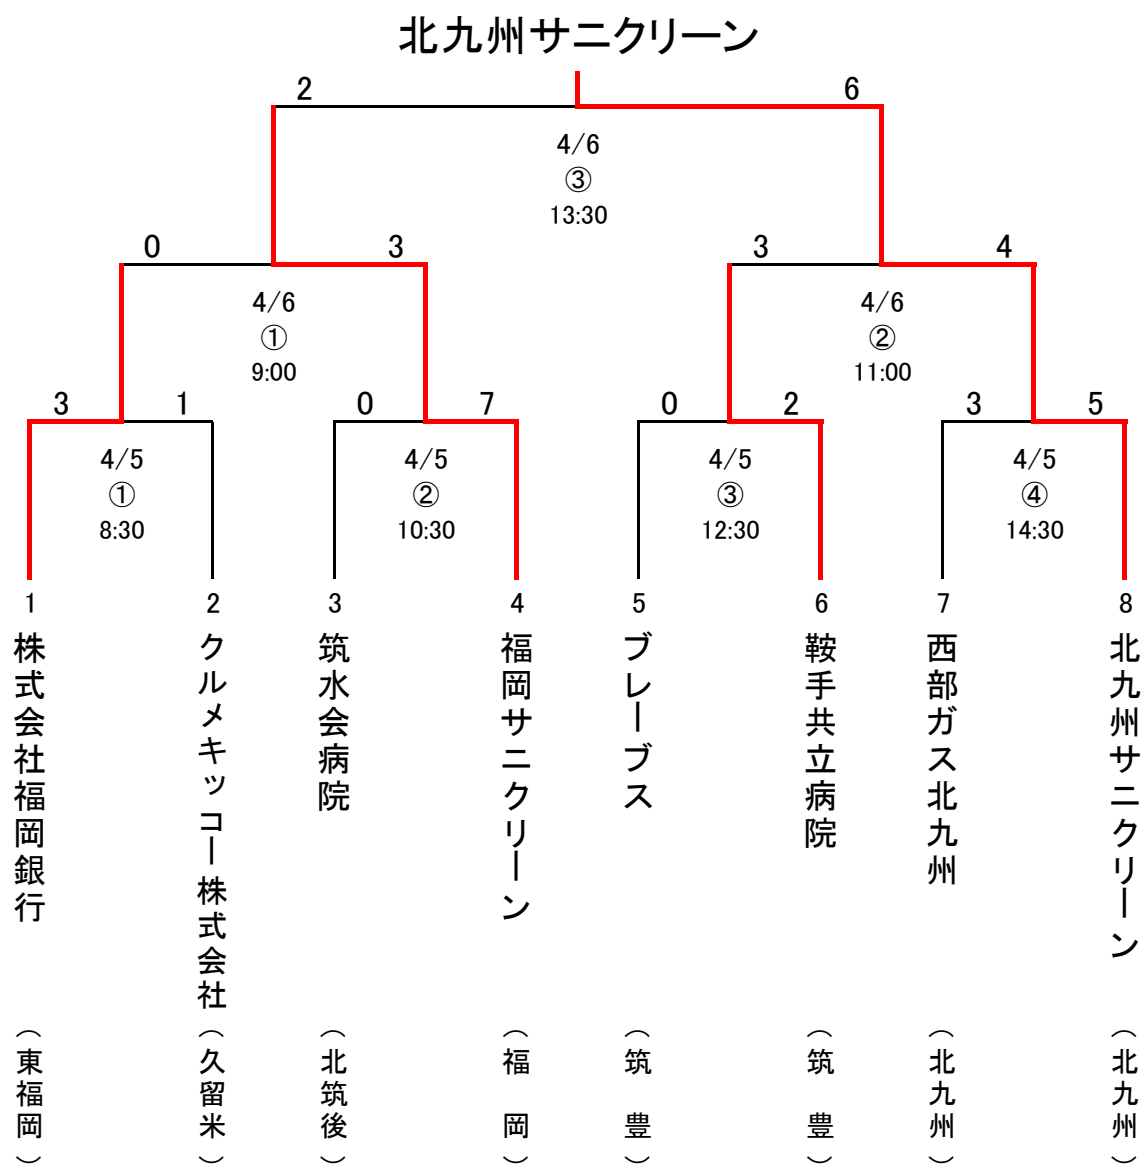 北九州サニクリーン
2
6
4/6
③
13:30
0
3
3
4
4/6
①
9:00
4/6
②
11:00
3
1
0
7
0
2
3
5
4/5
①
8:30
4/5
②
10:30
4/5
③
12:30
4/5
④
14:30
1
2
3
4
5
6
7
8
株式会社福岡銀行
クルメキッコー株式会社
筑水会病院
福岡サニクリーン
ブレーブス
鞍手共立病院
西部ガス北九州
北九州サニクリーン
（東福岡）
（久留米）
（北筑後）
（福岡）
（筑豊）
（筑豊）
（北九州）
（北九州）